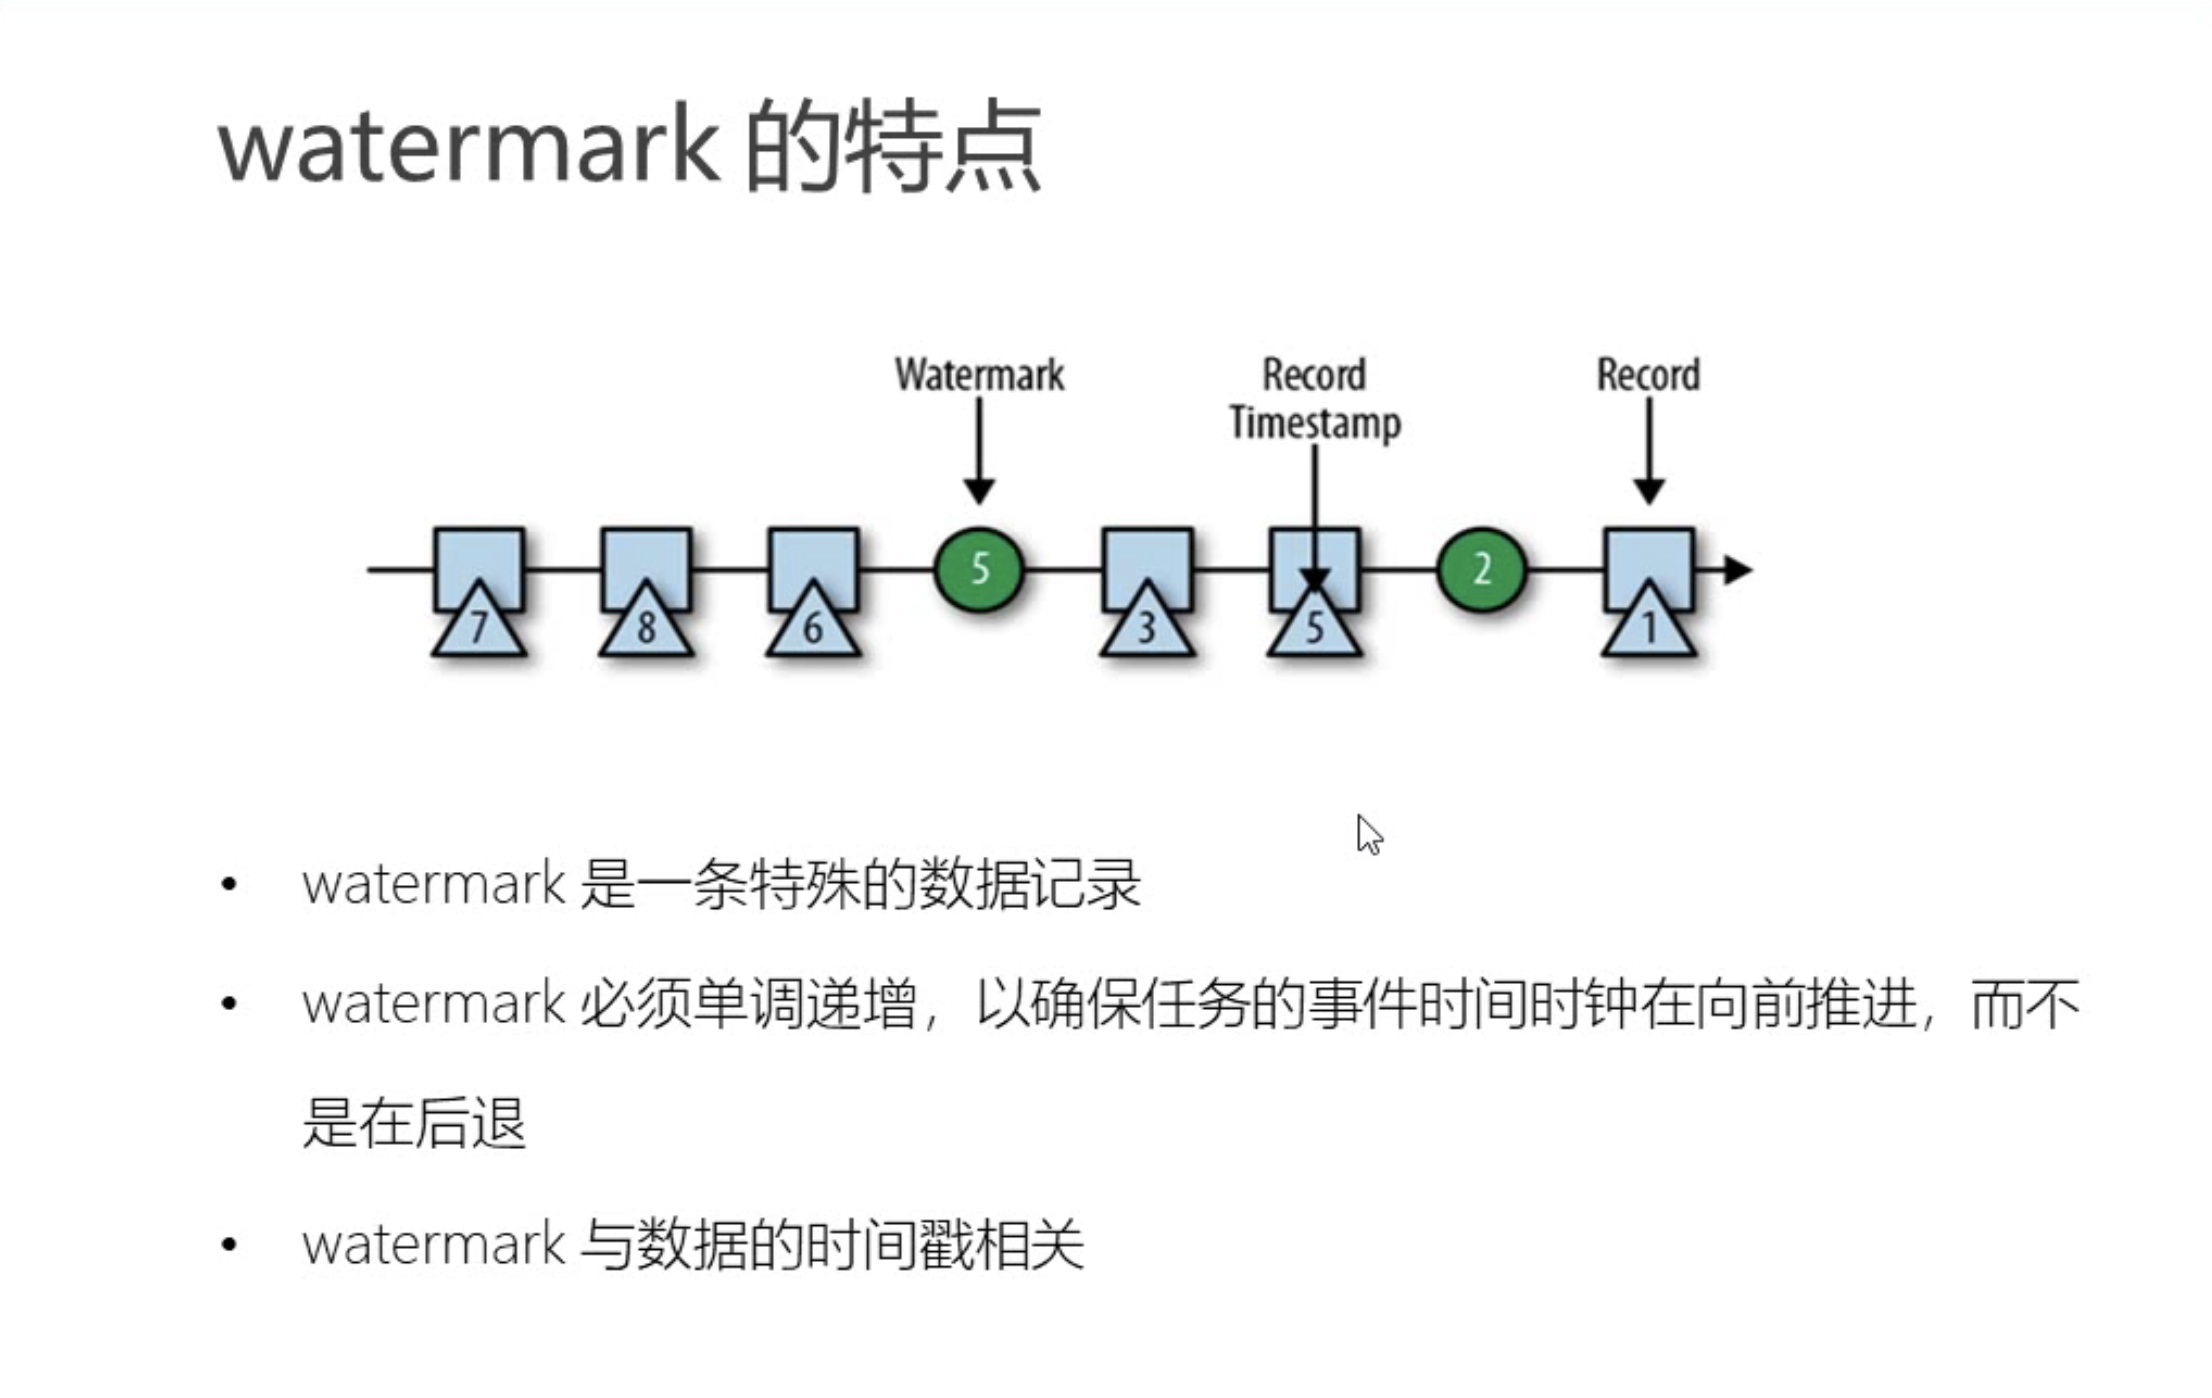 watermark 的特点
Watermark
Record
Timestamp
Record
5
2
7
8
6
3
5
1
• watermark 是一条特殊的数据记录
• watermark 必须单调递增，以确保任务的事件时间时钟在向前推进，而不
是在后退
• watermark 与数据的时间戳相关